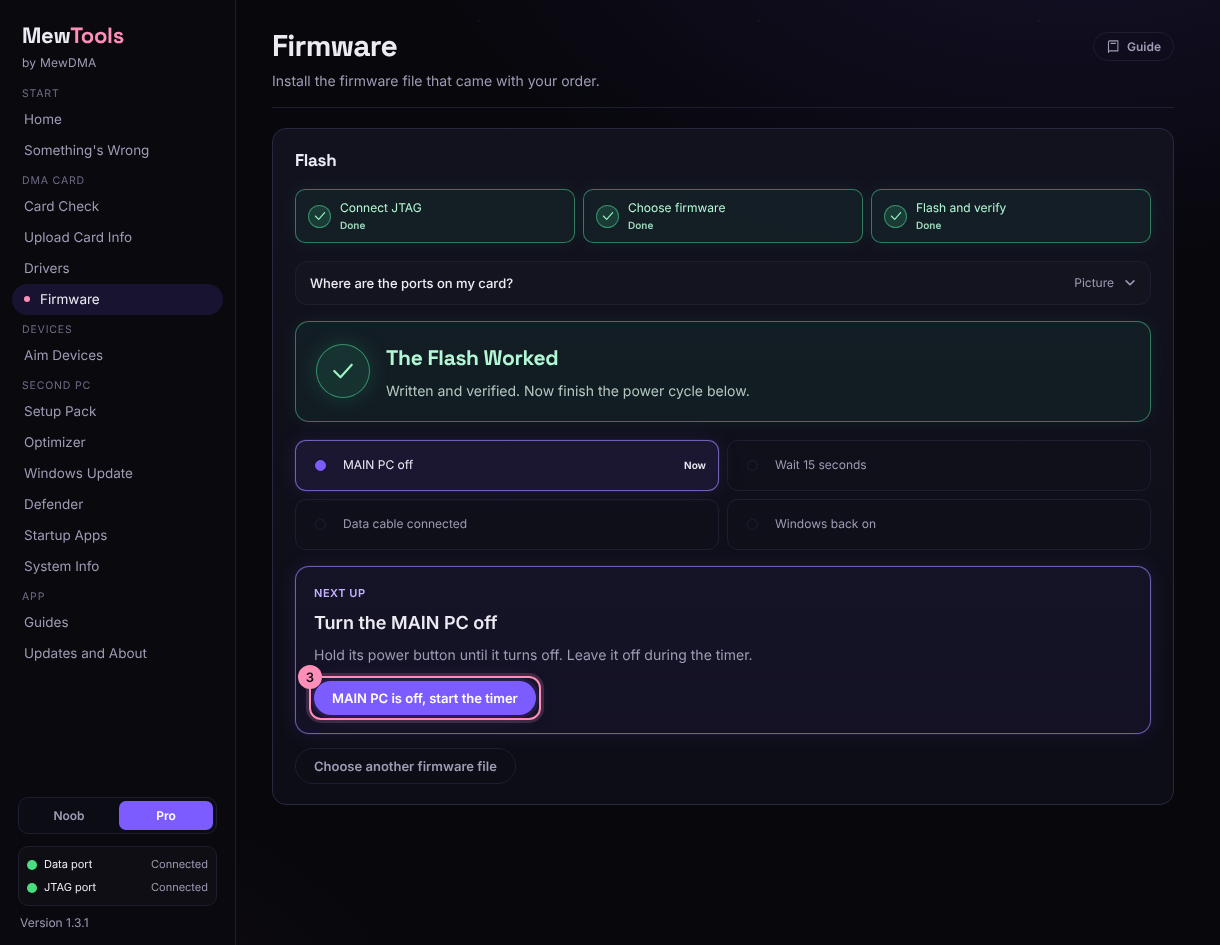 MewTools
by MewDMA
START
Home
Something's Wrong
DMA CARD
Card Check
Upload Card Info
Drivers
Firmware
DEVICES
Aim Devices
SECOND PC
Setup Pack
Optimizer
Windows Update
Defender
Startup Apps
System Info
APP
Guides
Updates and About
Noob
Pro
Data port
Connected
JTAG port
Connected
Version 1.3.1
Firmware
Guide
Install the firmware file that came with your order.
Flash
Connect JTAG
Done
Choose firmware
Done
Flash and verify
Done
Where are the ports on my card?
Picture
The Flash Worked
Written and verified. Now finish the power cycle below.
MAIN PC off
Now
Wait 15 seconds
Data cable connected
Windows back on
NEXT UP
Turn the MAIN PC off
Hold its power button until it turns off. Leave it off during the timer.
3
MAIN PC is off, start the timer
Choose another firmware file